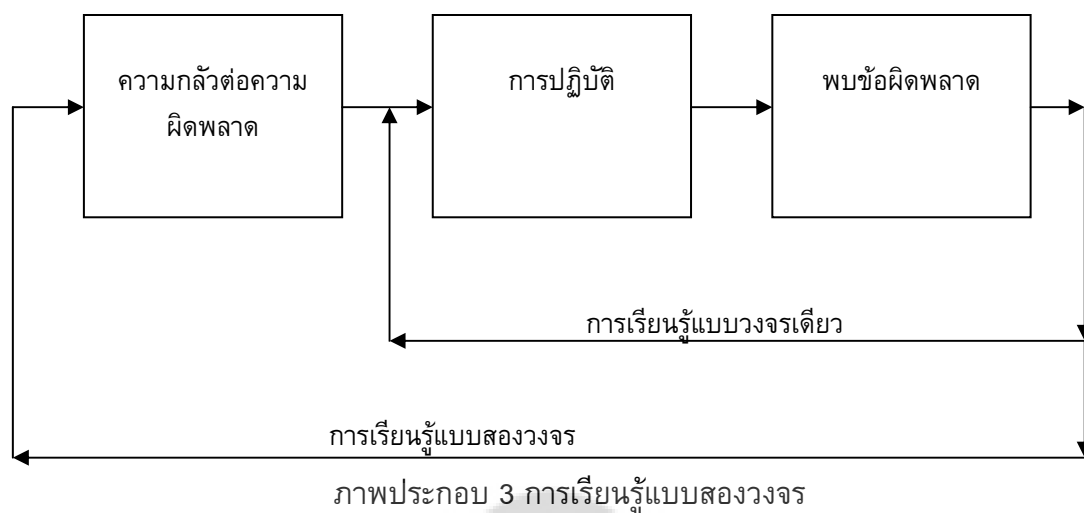 ความกลัวต่อความ
ผิดพลาด
การปฏิบัติ
พบข้อผิดพลาด
การเรียนรู้แบบวงจรเดียว
การเรียนรู้แบบสองวงจร
ภาพประกอบ 3 การเรียนรู้แบบสองวงจร